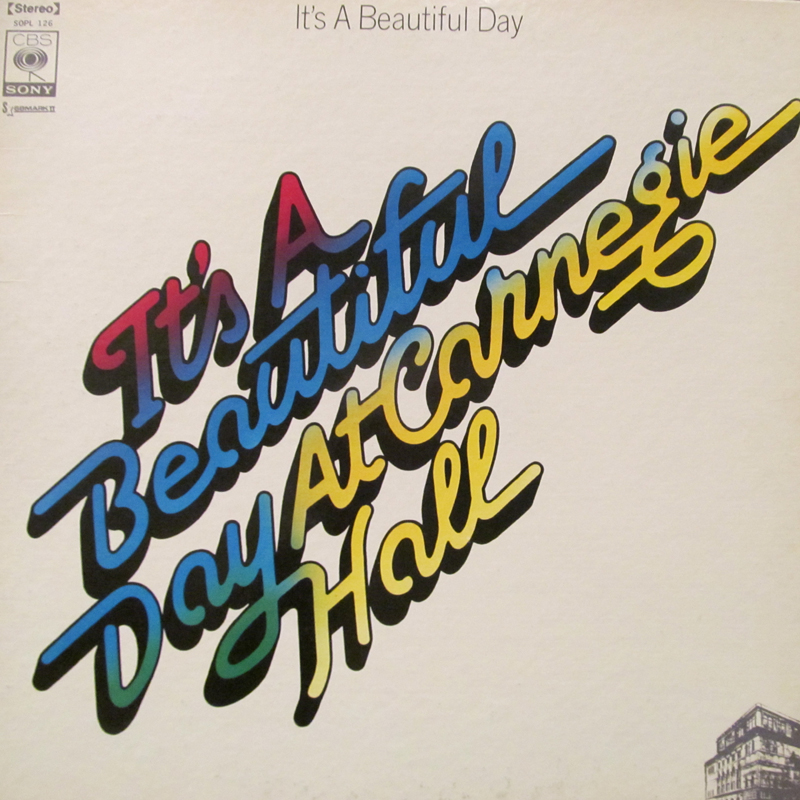 【Stereo】
SOPL 126
CBS
SONY
It's A Beautiful Day
It's A
Beautiful
Day At Carnegie
Hall